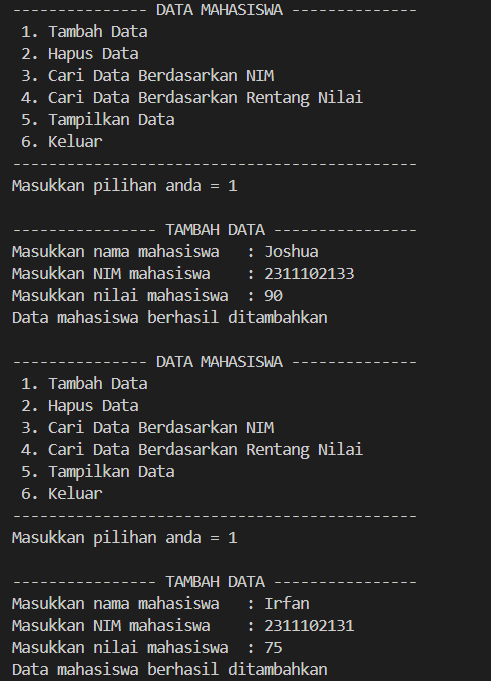 --------------- DATA MAHASISWA --------------
1. Tambah Data
2. Hapus Data
3. Cari Data Berdasarkan NIM
4. Cari Data Berdasarkan Rentang Nilai
5. Tampilkan Data
6. Keluar
---------------------------------------------
Masukkan pilihan anda = 1
---------------- TAMBAH DATA ----------------
Masukkan nama mahasiswa   : Joshua
Masukkan NIM mahasiswa    : 2311102133
Masukkan nilai mahasiswa  : 90
Data mahasiswa berhasil ditambahkan
--------------- DATA MAHASISWA --------------
1. Tambah Data
2. Hapus Data
3. Cari Data Berdasarkan NIM
4. Cari Data Berdasarkan Rentang Nilai
5. Tampilkan Data
6. Keluar
---------------------------------------------
Masukkan pilihan anda = 1
---------------- TAMBAH DATA ----------------
Masukkan nama mahasiswa   : Irfan
Masukkan NIM mahasiswa    : 2311102131
Masukkan nilai mahasiswa  : 75
Data mahasiswa berhasil ditambahkan